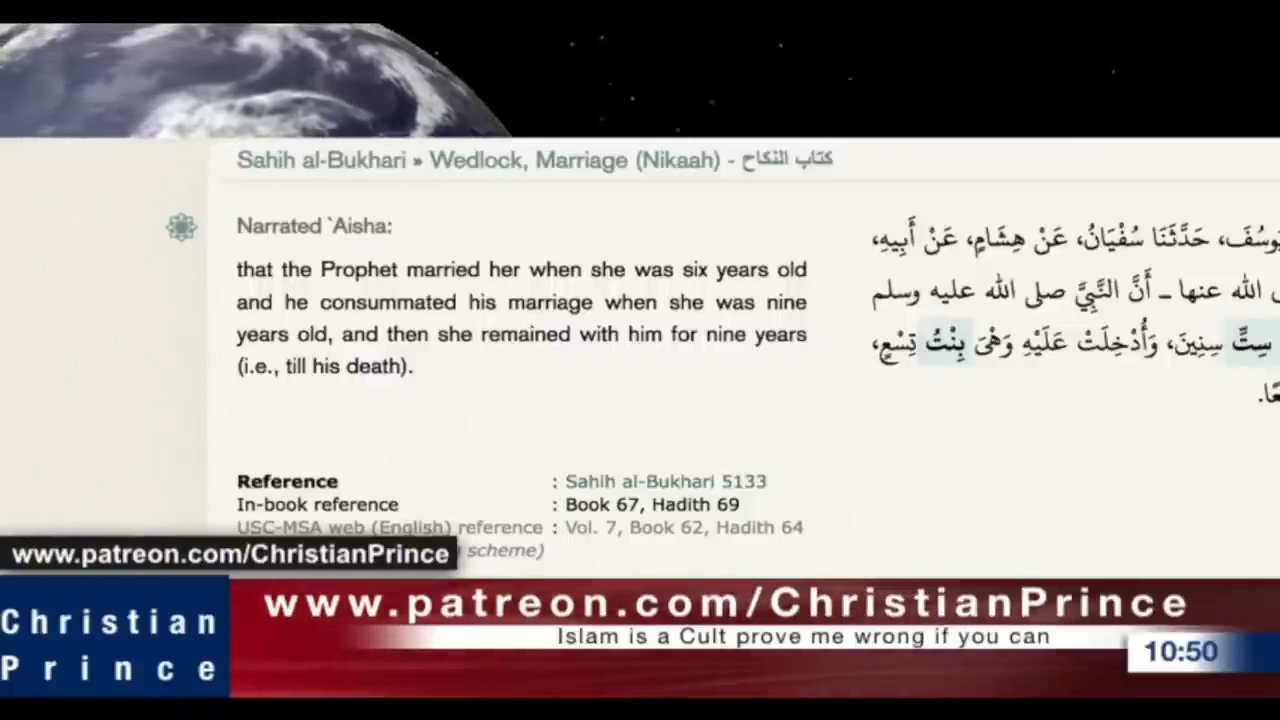 Sahih al-Bukhari » Wedlock, Marriage (Nikaah) - كتاب النكاح
Narrated `Aisha:
that the Prophet married her when she was six years old
and he consummated his marriage when she was nine
years old, and then she remained with him for nine years
(i.e., till his death).
يُوسُفَ، حَدَّثَنَا سُفْيَانُ، عَنْ هِشَامٍ، عَنْ أَبِيهِ،
الله عنها ـ أَنَّ النَّبِيَّ صلى الله عليه وسلم
سِتِّ سِنِينَ، وَأُدْخِلَتْ عَلَيْهِ وَهْىَ بِنْتُ تِسْعٍ،
Reference : Sahih al-Bukhari 5133
In-book reference : Book 67, Hadith 69
USC-MSA web (English) reference : Vol. 7, Book 62, Hadith 64
scheme)
www.patreon.com/ChristianPrince
Christian
Prince
www.patreon.com/ChristianPrince
Islam is a Cult prove me wrong if you can
10:50